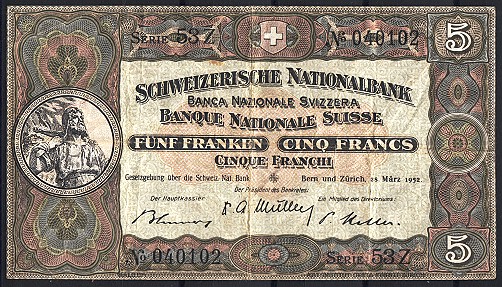 SERIE 53Z No 040102
5
SCHWEIZERISCHE NATIONALBANK
BANCA NAZIONALE SVIZZERA
BANQUE NATIONALE SUISSE
FÜNF FRANKEN CINQ FRANCS
CINQUE FRANCHI
Gesetzgebung über die Schweiz. Nat. Bank Bern und Zürich, 28 März 1952.
Der Präsident des Bankrates:
Der Hauptkassier Ein Mitglied des Direktoriums:
5
No 040102 SERIE 53Z